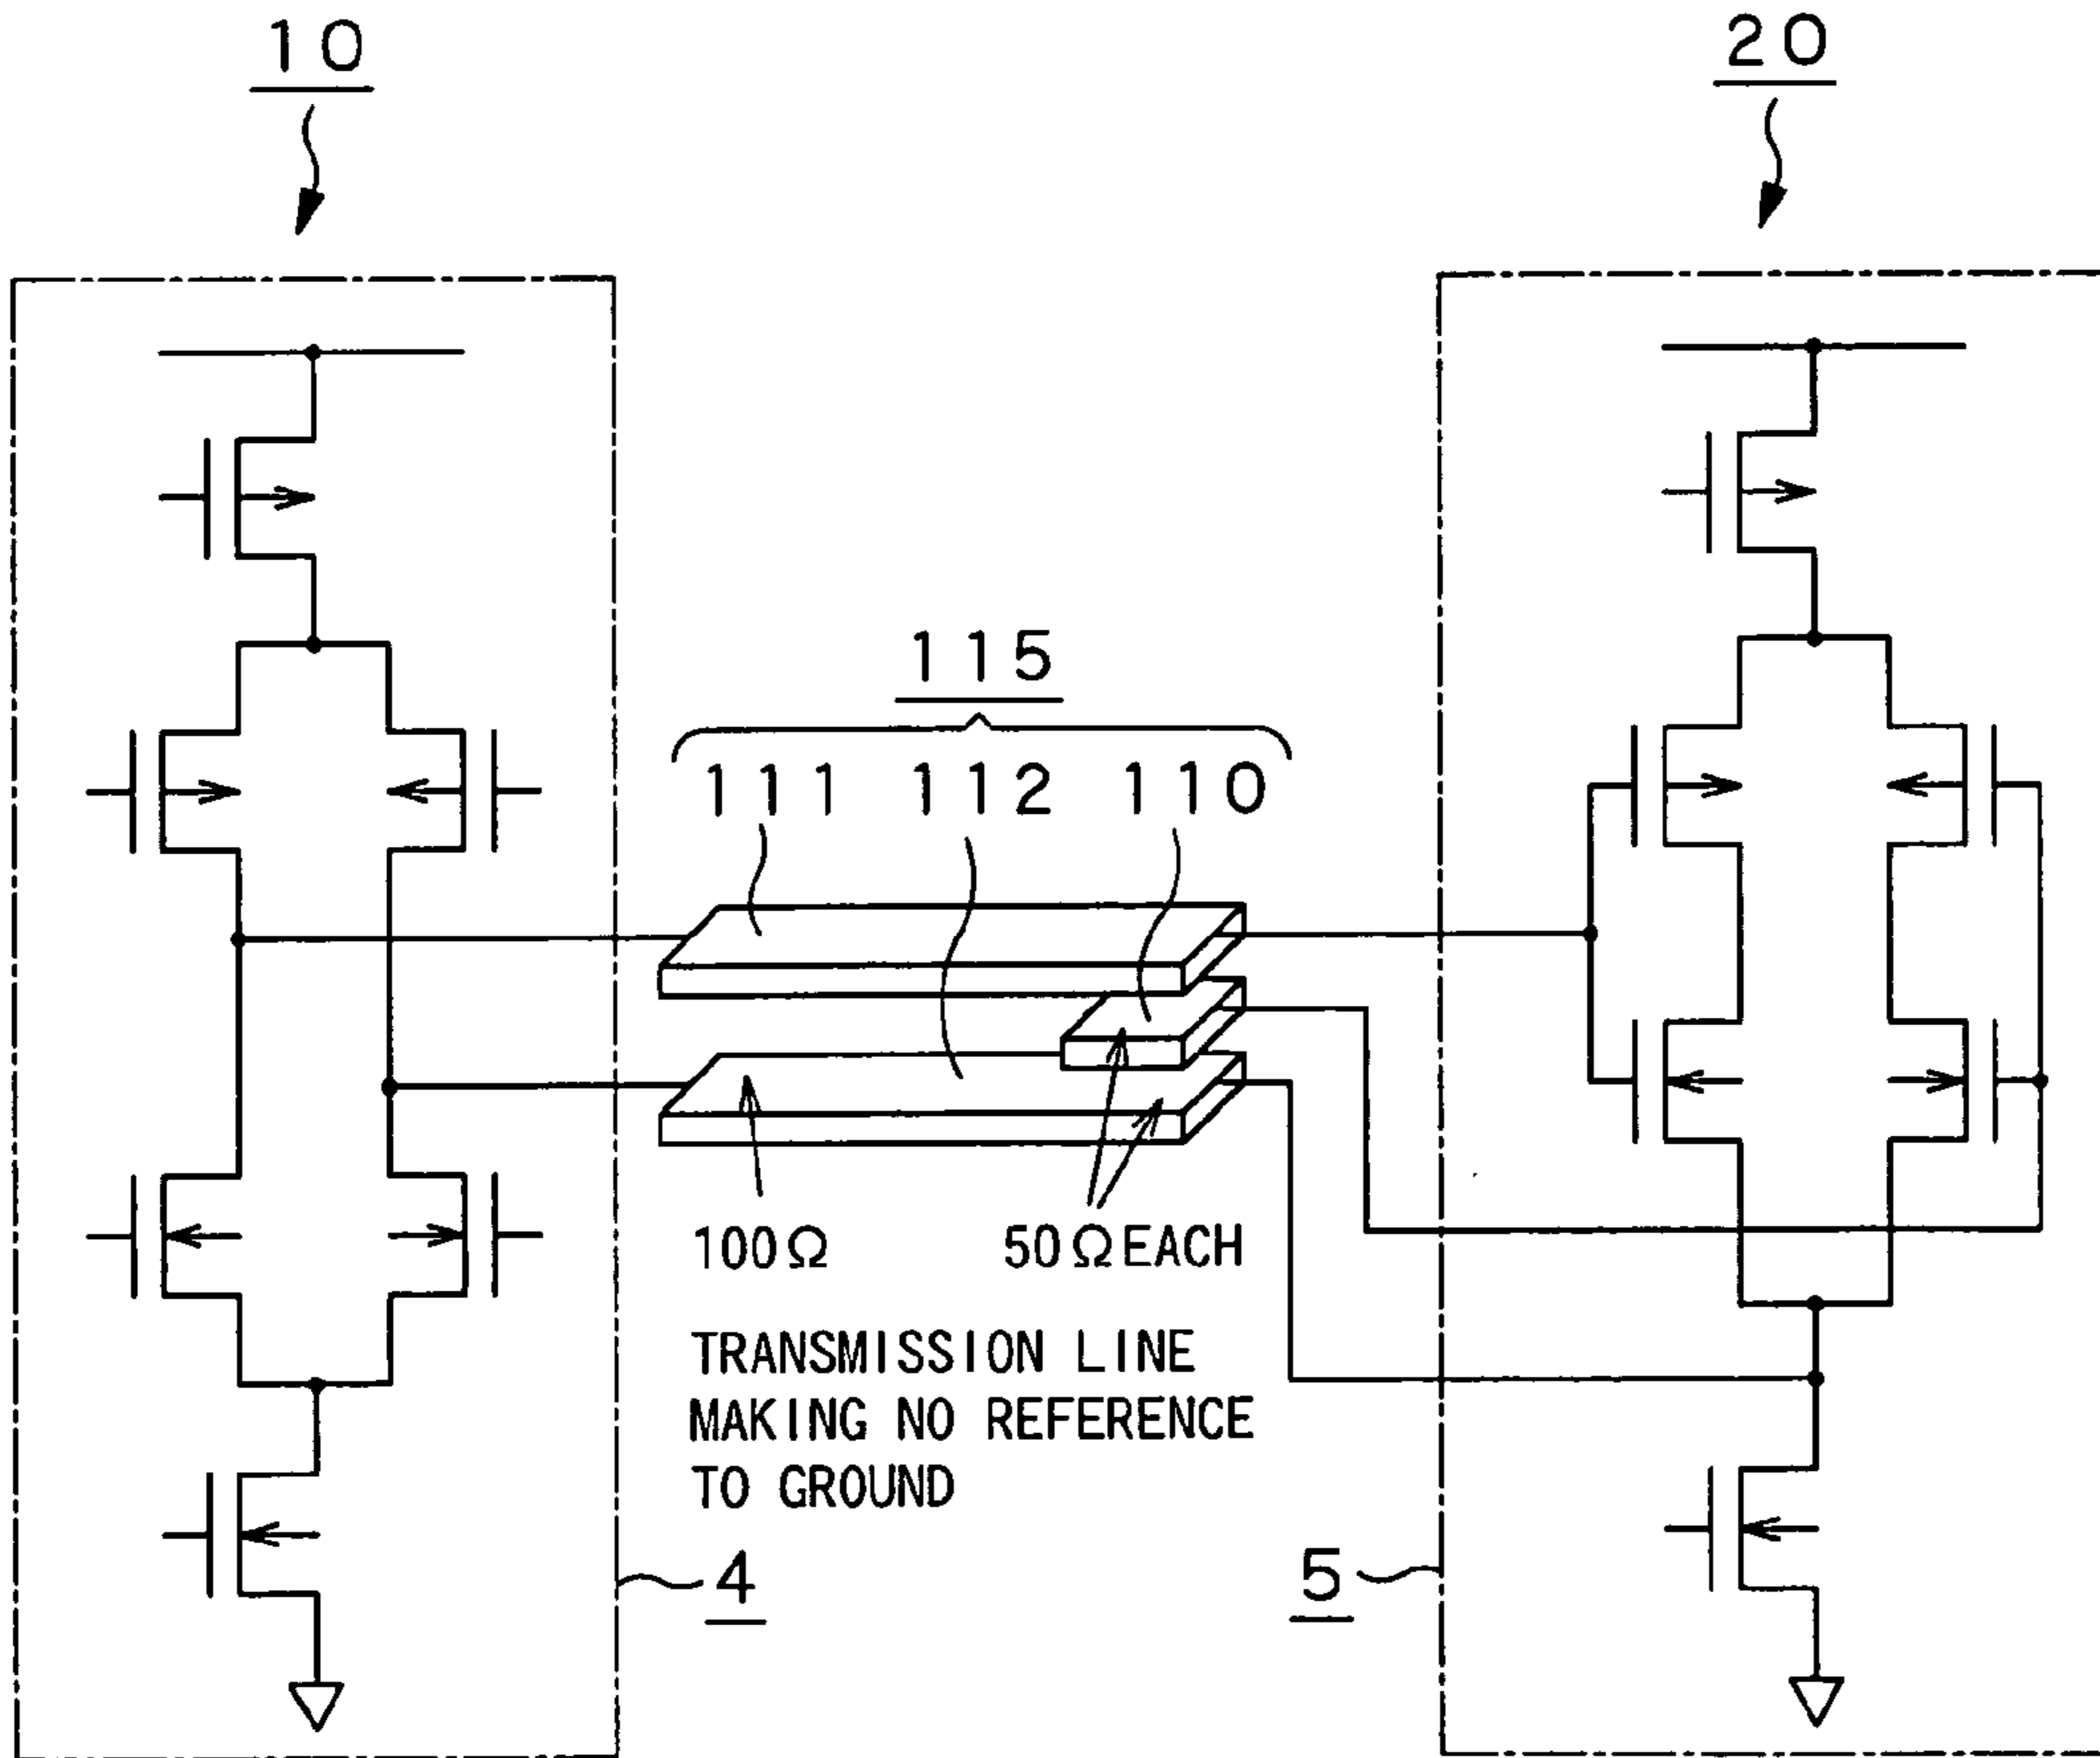 10
20
115
111 112 110
100Ω 50Ω EACH
TRANSMISSION LINE
MAKING NO REFERENCE
TO GROUND
4
5